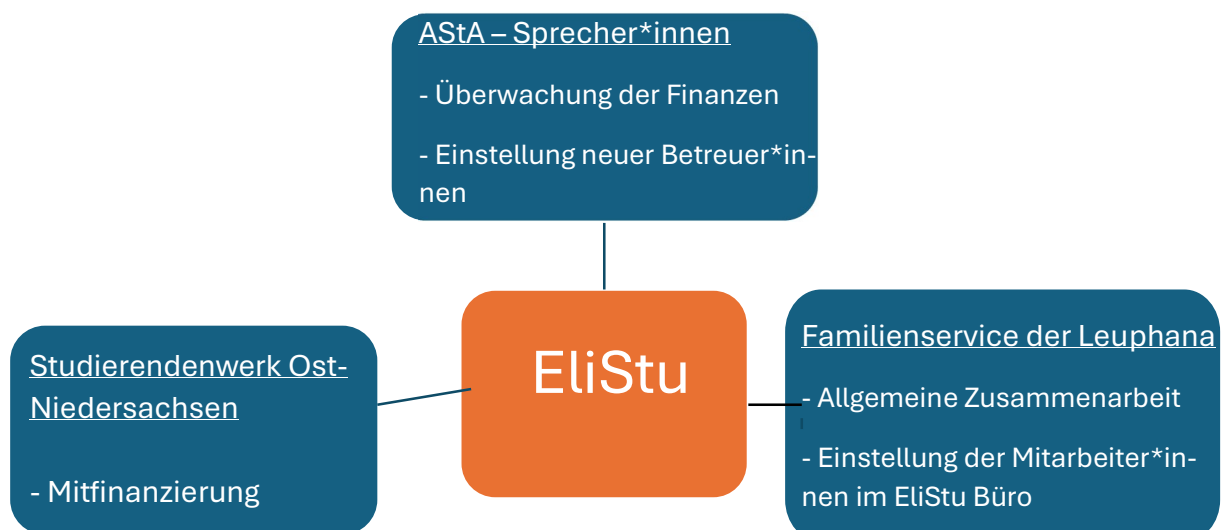 AStA – Sprecher*innen
- Überwachung der Finanzen
- Einstellung neuer Betreuer*in-
nen
EliStu
Studierendenwerk Ost-
Niedersachsen
- Mitfinanzierung
Familienservice der Leuphana
- Allgemeine Zusammenarbeit
- Einstellung der Mitarbeiter*in-
nen im EliStu Büro